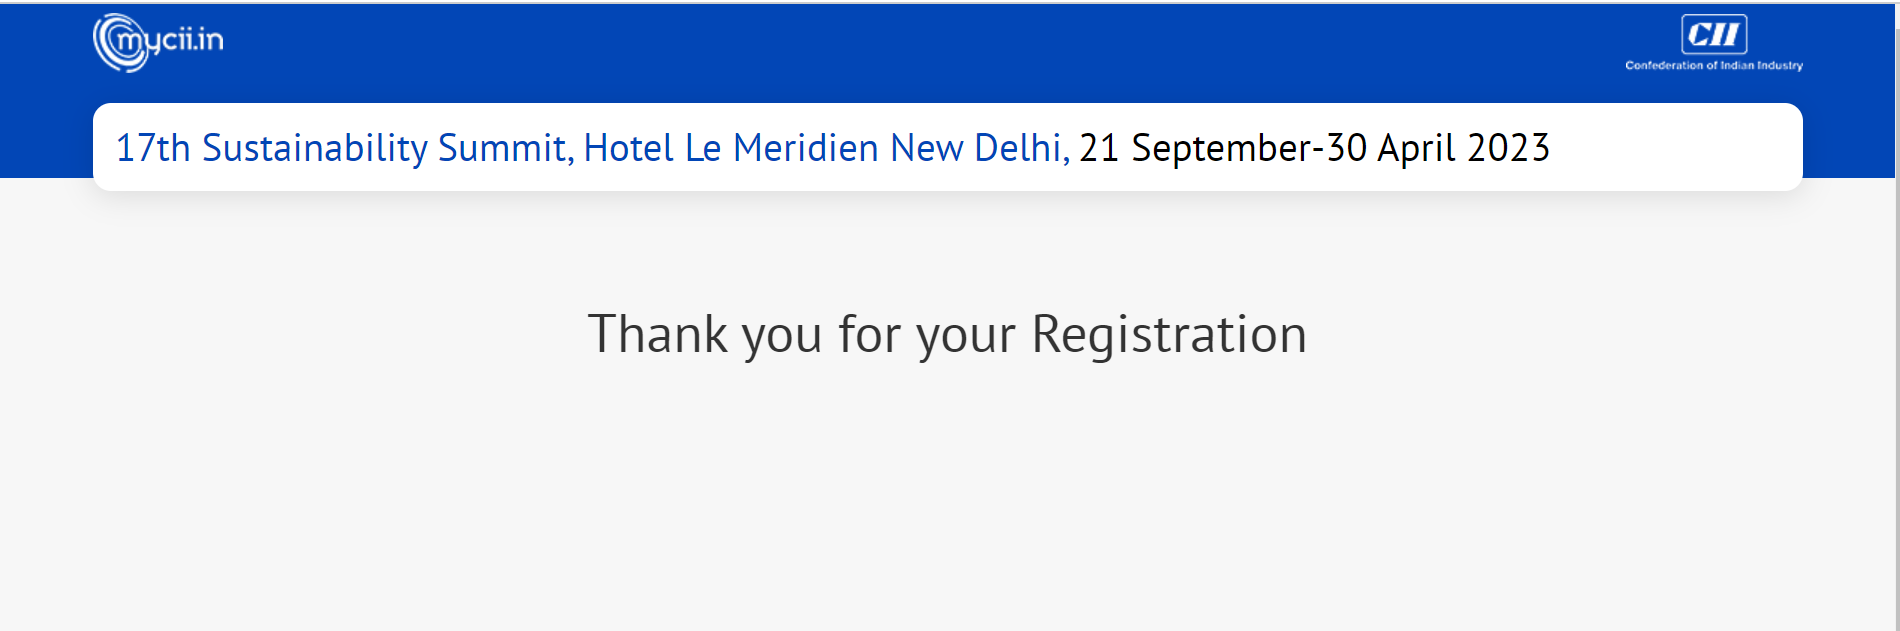 mycii.in
CII
Confederation of Indian Industry
17th Sustainability Summit, Hotel Le Meridien New Delhi, 21 September-30 April 2023
Thank you for your Registration